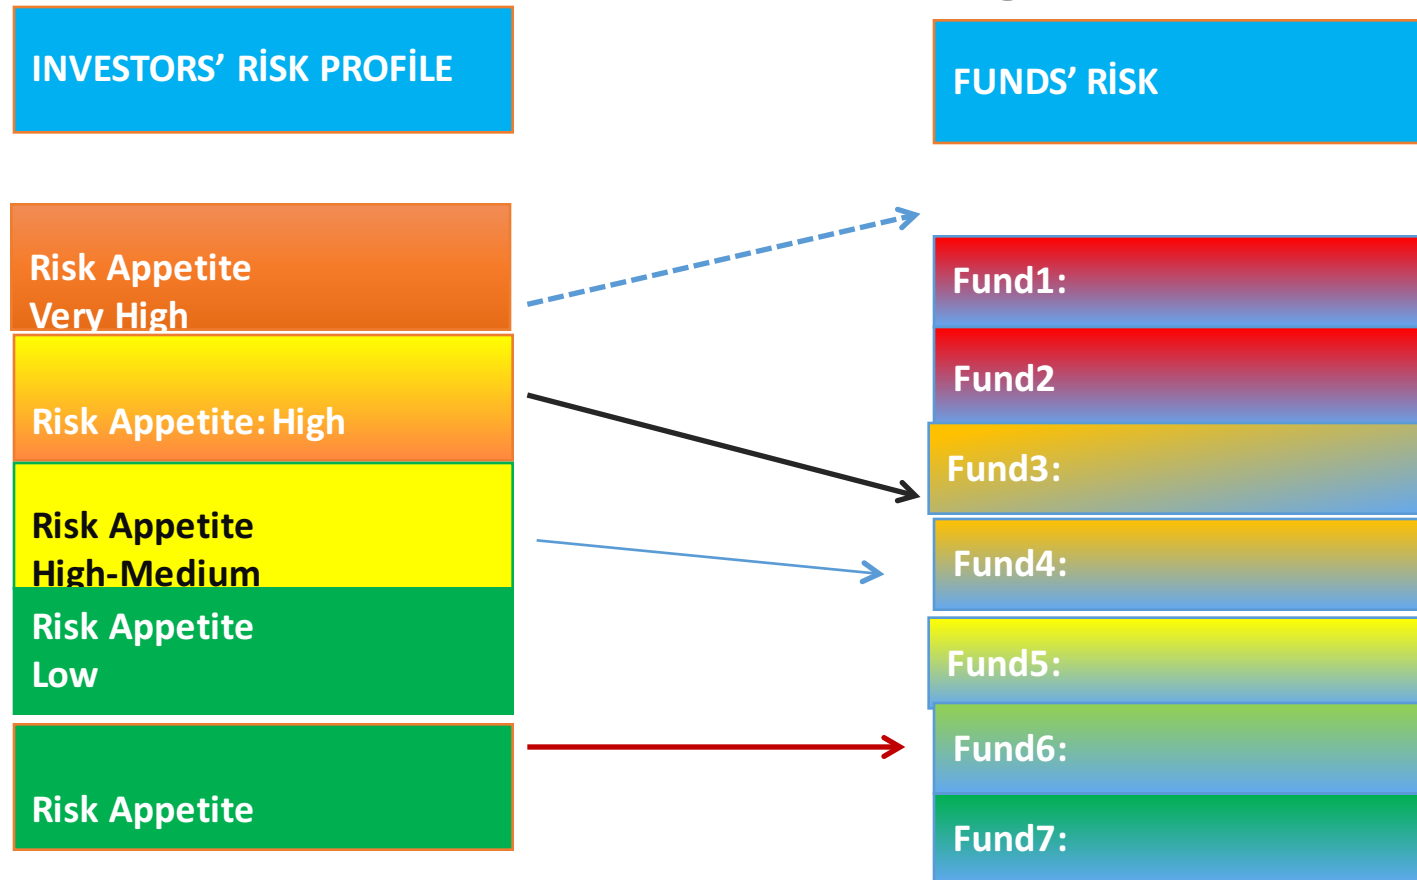 INVESTORS’ RİSK PROFİLE
FUNDS’ RİSK
Risk Appetite
Very High
Risk Appetite: High
Risk Appetite
High-Medium
Risk Appetite
Low
Risk Appetite
Fund1:
Fund2
Fund3:
Fund4:
Fund5:
Fund6:
Fund7: